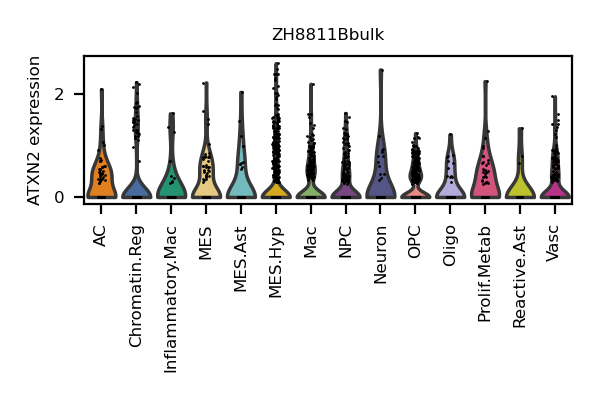 ZH8811Bbulk
ATXN2 expression
2
0
AC
Chromatin.Reg
Inflammatory.Mac
MES
MES.Ast
MES.Hyp
Mac
NPC
Neuron
OPC
Oligo
Prolif.Metab
Reactive.Ast
Vasc